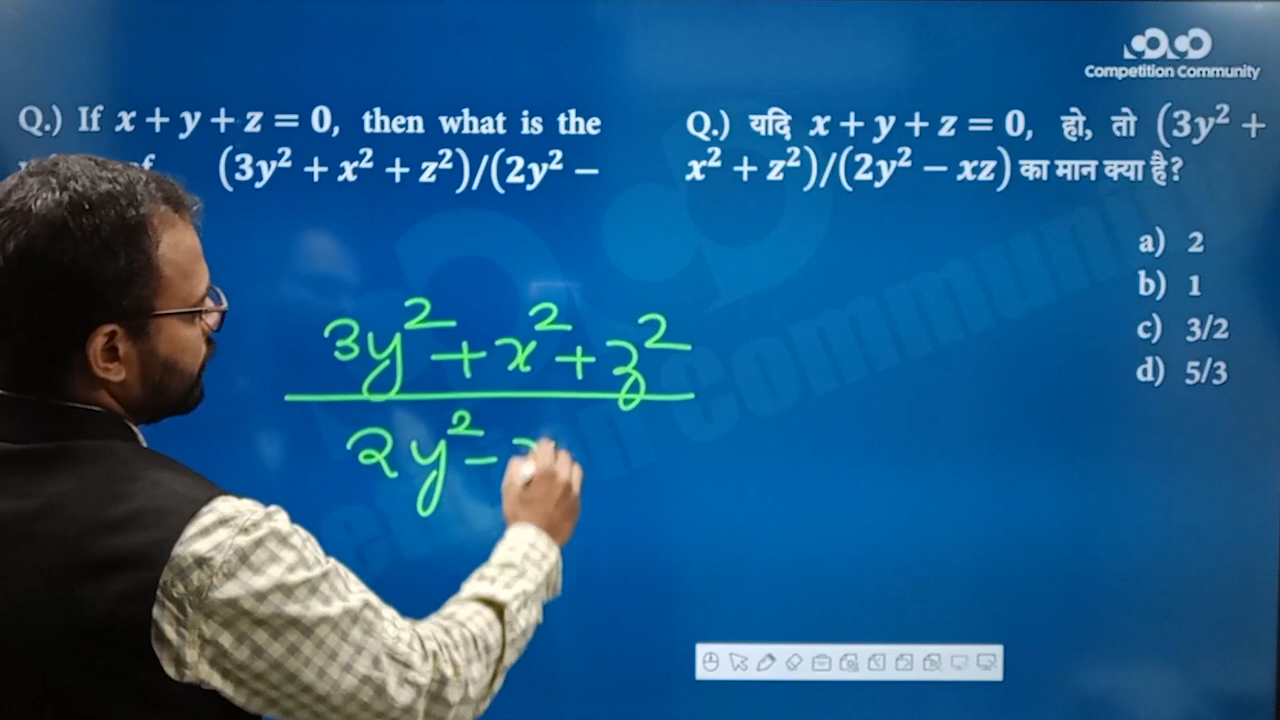 Competition Community
Q.) If x + y + z = 0, then what is the
(3y² + x² + z²)/(2y² −
Q.) यदि x + y + z = 0, हो, तो (3y² +
x² + z²)/(2y² − xz) का मान क्या है?
a) 2
b) 1
c) 3/2
d) 5/3
3y² + x² + z²
2y² −